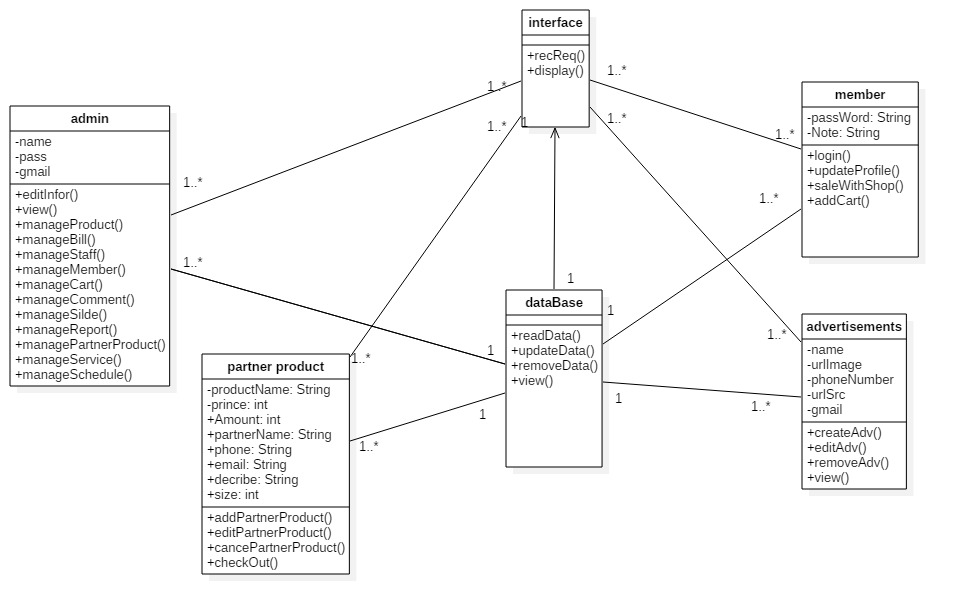 interface
+recReq()
+display()
1..*
1..*
1
1..*
1..*
admin
-name
-pass
-gmail
+editInfor()
+view()
+manageProduct()
+manageBill()
+manageStaff()
+manageMember()
+manageCart()
+manageComment()
+manageSilde()
+manageReport()
+managePartnerProduct()
+manageService()
+manageSchedule()
1..*
1..*
member
-passWord: String
-Note: String
+login()
+updateProfile()
+saleWithShop()
+addCart()
1..*
1..*
dataBase
+readData()
+updateData()
+removeData()
+view()
1
1
1
1
1
partner product
-productName: String
-prince: int
+Amount: int
+partnerName: String
+phone: String
+email: String
+decribe: String
+size: int
+addPartnerProduct()
+editPartnerProduct()
+cancePartnerProduct()
+checkOut()
1..*
1..*
advertisements
-name
-urlImage
-phoneNumber
-urlSrc
-gmail
+createAdv()
+editAdv()
+removeAdv()
+view()
1..*
1..*